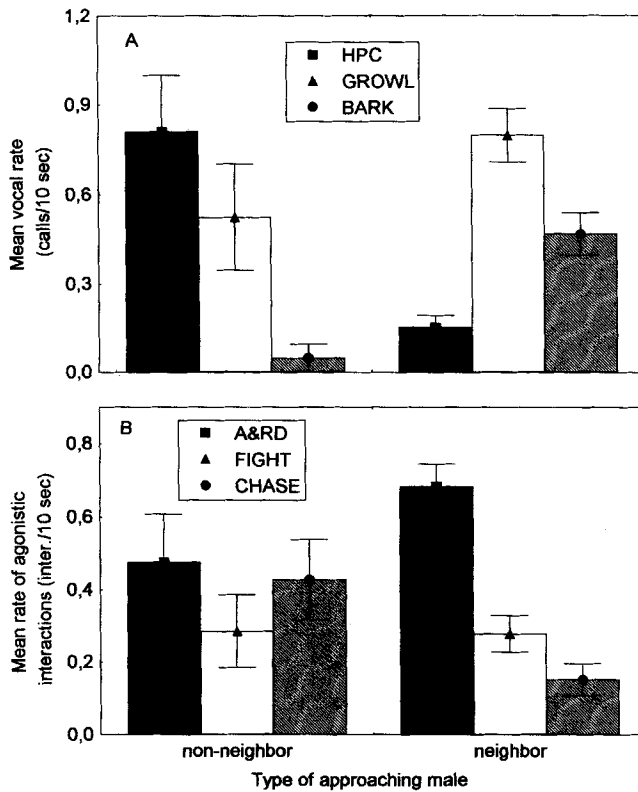 A
HPC
GROWL
BARK
1,2
0,9
0,6
0,3
0,0
Mean vocal rate
(calls/10 sec)
B
A&RD
FIGHT
CHASE
0,8
0,6
0,4
0,2
0,0
Mean rate of agonistic
interactions (inter./10 sec)
non-neighbor
neighbor
Type of approaching male